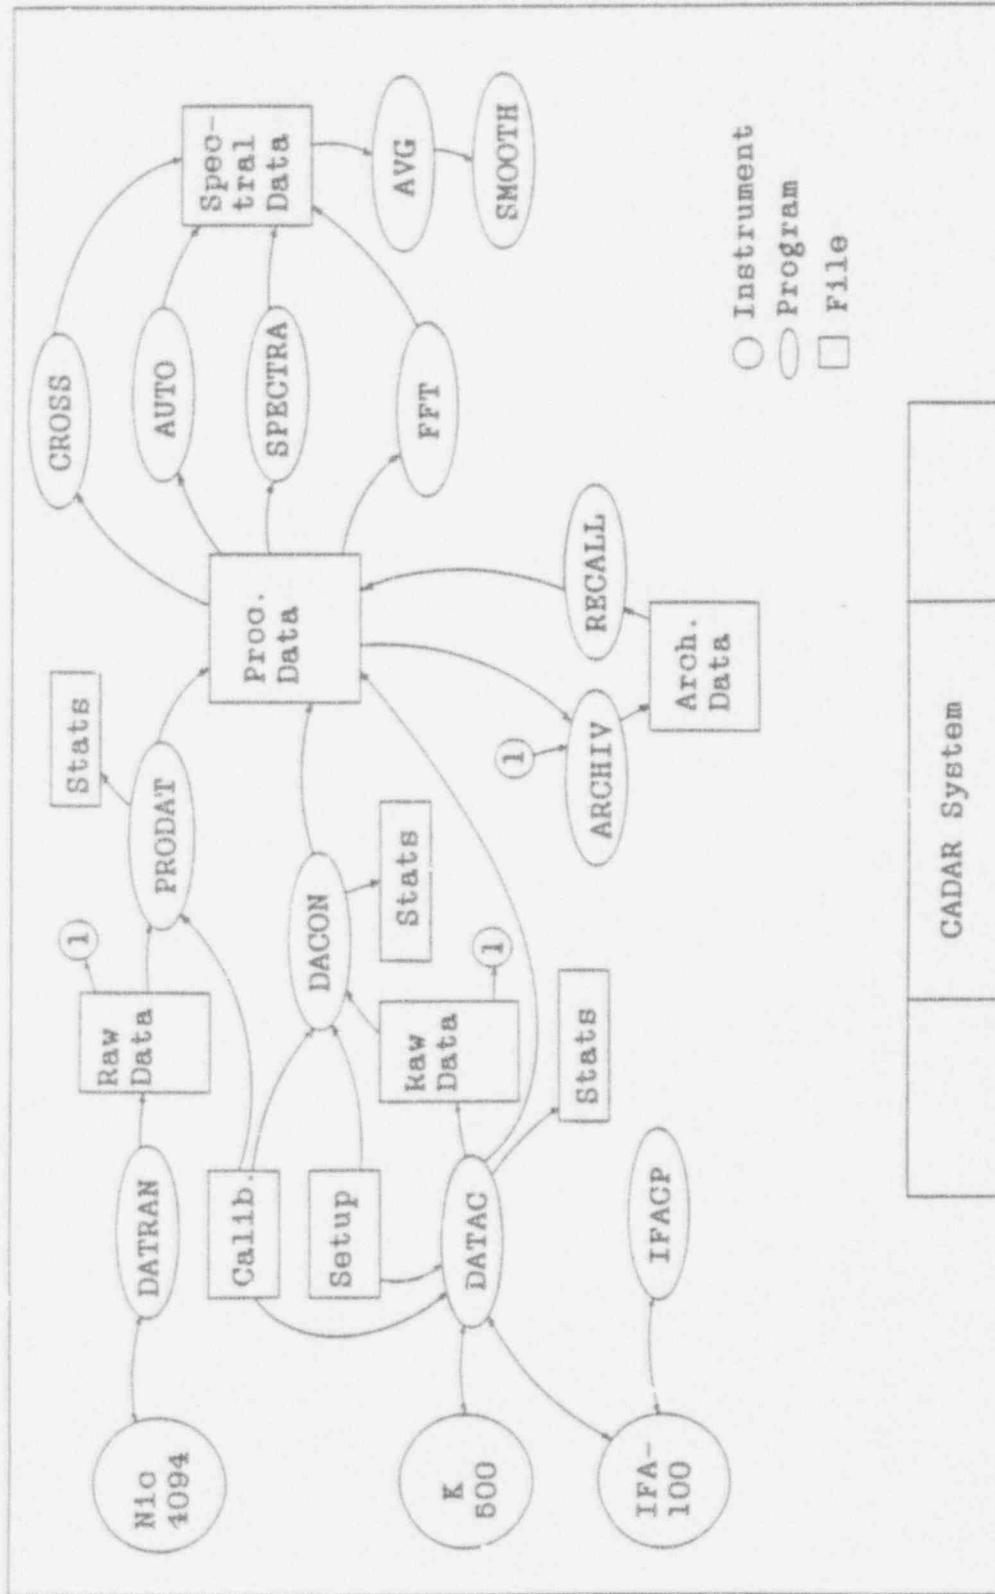 Nic
4094
DATRAN
Raw
Data
1
PRODAT
Stats
CROSS
Calib.
Setup
DACON
Stats
Proc.
Data
AUTO
SPECTRA
FFT
Spec-
tral
Data
AVG
SMOOTH
K
500
DATAC
Raw
Data
1
Stats
IFA-
100
IFACP
1
ARCHIV
RECALL
Arch.
Data
Instrument
Program
File
CADAR System